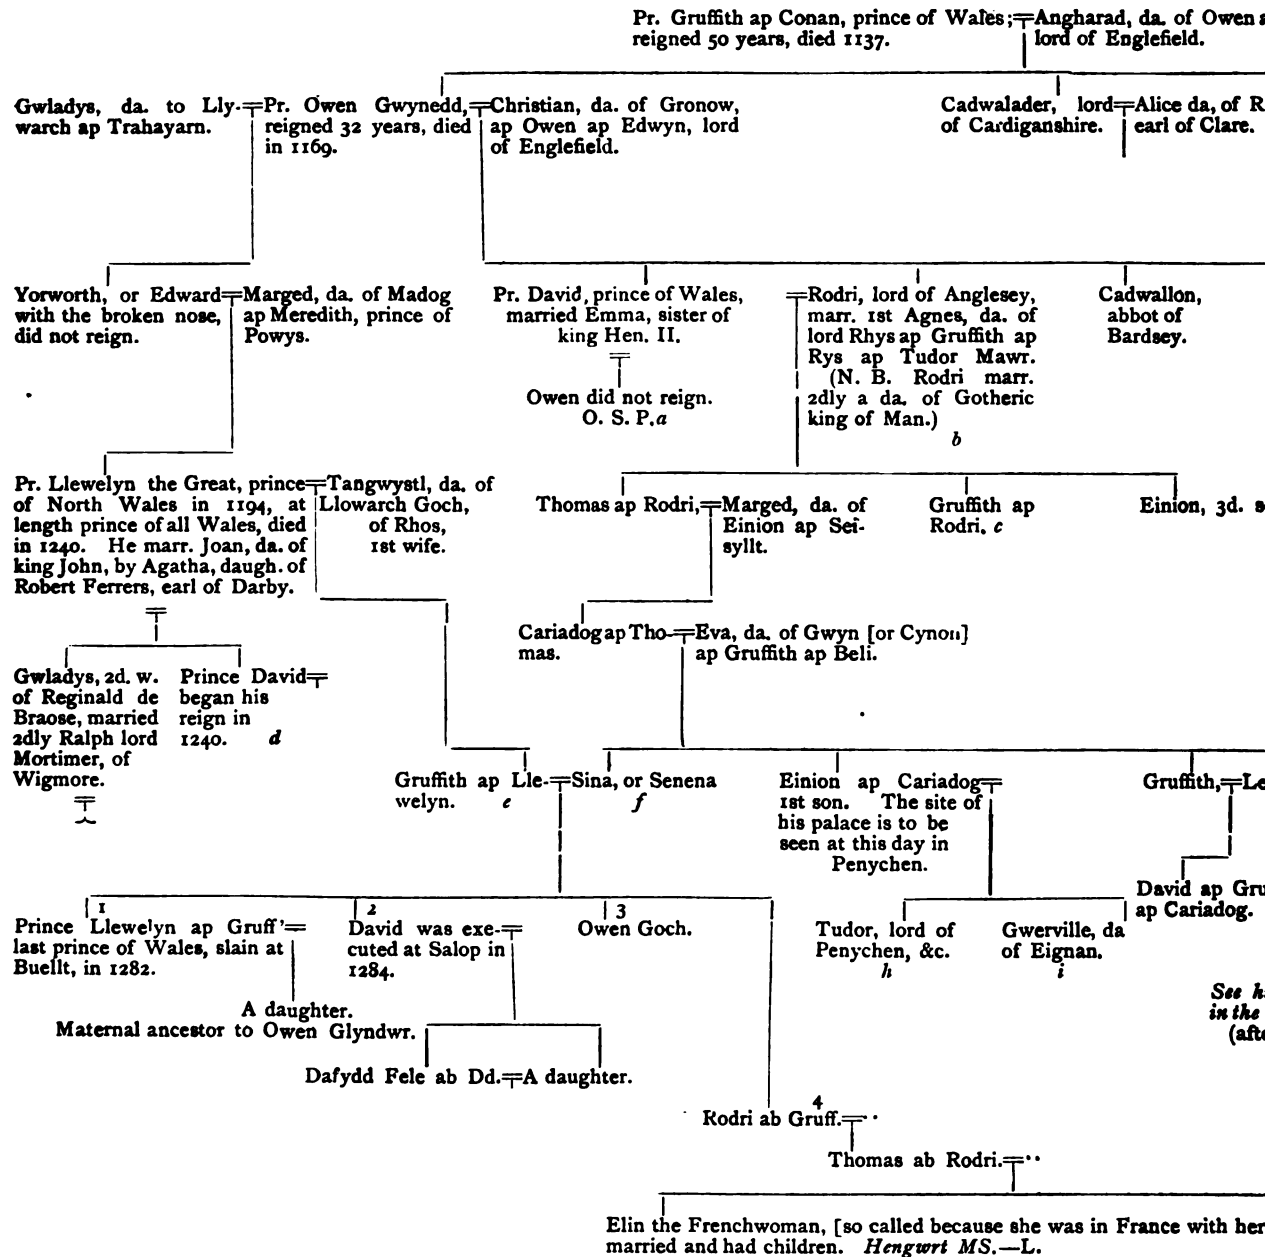 Pr. Gruffith ap Conan, prince of Wales;
reigned 50 years, died 1137.
Angharad, da. of Owen
lord of Englefield.
Gwladys, da. to Lly-
warch ap Trahayarn.
Pr. Owen Gwynedd,
reigned 32 years, died
in 1169.
Christian, da. of Gronow,
ap Owen ap Edwyn, lord
of Englefield.
Cadwalader, lord
of Cardiganshire.
Alice da, of R
earl of Clare.
Yorworth, or Edward
with the broken nose,
did not reign.
Marged, da. of Madog
ap Meredith, prince of
Powys.
Pr. David, prince of Wales,
married Emma, sister of
king Hen. II.
Owen did not reign.
O. S. P. a
Rodri, lord of Anglesey,
marr. 1st Agnes, da. of
lord Rhys ap Gruffith ap
Rys ap Tudor Mawr.
(N. B. Rodri marr.
2dly a da. of Gotheric
king of Man.)
b
Cadwallon,
abbot of
Bardsey.
Pr. Llewelyn the Great, prince
of North Wales in 1194, at
length prince of all Wales, died
in 1240. He marr. Joan, da. of
king John, by Agatha, daugh. of
Robert Ferrers, earl of Darby.
Tangwystl, da. of
Llowarch Goch,
of Rhos,
1st wife.
Thomas ap Rodri,
Marged, da. of
Einion ap Sei-
syllt.
Gruffith ap
Rodri. c
Einion, 3d. s
Cariadog ap Tho-
mas.
Eva, da. of Gwyn [or Cynon]
ap Gruffith ap Beli.
Gwladys, 2d. w.
of Reginald de
Braose, married
2dly Ralph lord
Mortimer, of
Wigmore.
Prince David
began his
reign in
1240. d
Gruffith ap Lle-
welyn. e
Sina, or Senena
f
Einion ap Cariadog
1st son. The site of
his palace is to be
seen at this day in
Penychen.
Gruffith, Le
David ap Gru
ap Cariadog.
1
Prince Llewelyn ap Gruff'
last prince of Wales, slain at
Buellt, in 1282.
2
David was exe-
cuted at Salop in
1284.
3
Owen Goch.
Tudor, lord of
Penychen, &c.
h
Gwerville, da
of Eignan.
i
See h
in the
(afte
A daughter.
Maternal ancestor to Owen Glyndwr.
Dafydd Fele ab Dd. A daughter.
4
Rodri ab Gruff. ..
Thomas ab Rodri. ..
Elin the Frenchwoman, [so called because she was in France with her
married and had children. Hengwrt MS.—L.